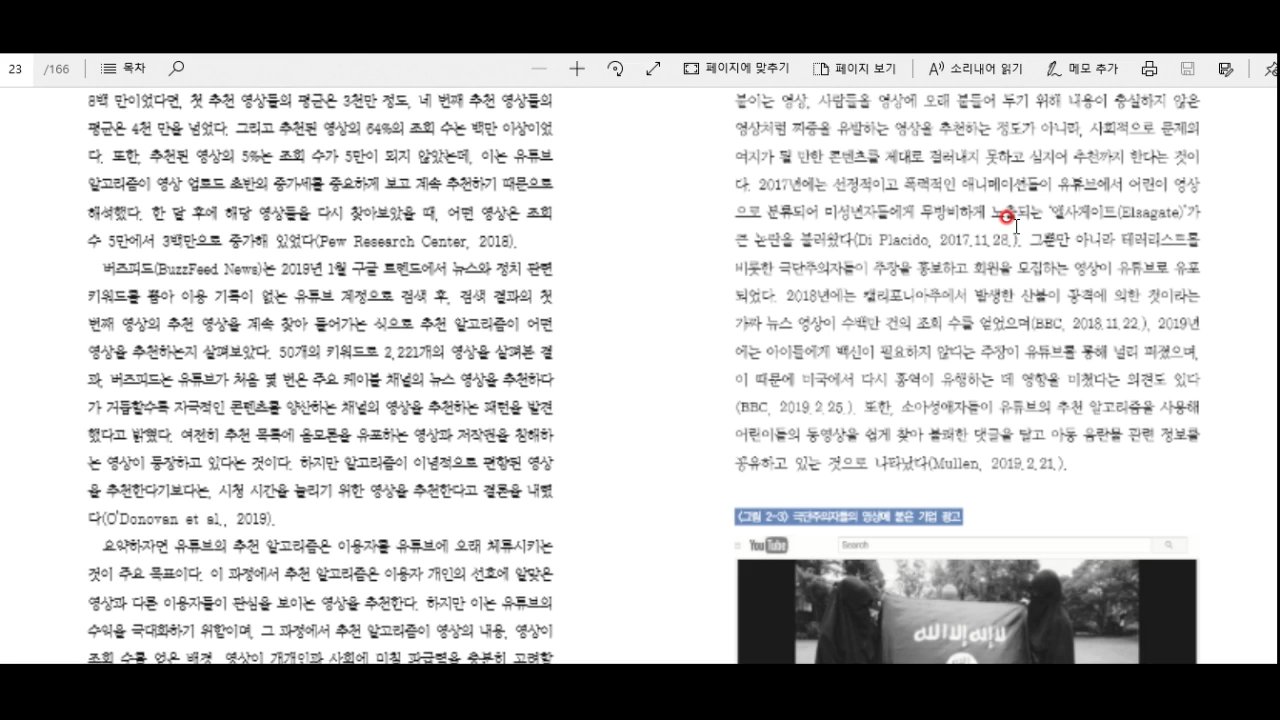 23 /166 목차 페이지에 맞추기 페이지 보기 소리내어 읽기 메모 추가
8백 만이었다면, 첫 추천 영상들의 평균은 3천만 정도, 네 번째 추천 영상들의
평균은 4천 만을 넘었다. 그리고 추천된 영상의 64%의 조회 수는 백만 이상이었
다. 또한, 추천된 영상의 5%는 조회 수가 5만이 되지 않았는데, 이는 유튜브
알고리즘이 영상 업로드 초반의 증가세를 중요하게 보고 계속 추천하기 때문으로
해석했다. 한 달 후에 해당 영상들을 다시 찾아보았을 때, 어떤 영상은 조회
수 5만에서 3백만으로 증가해 있었다(Pew Research Center, 2018).
버즈피드(BuzzFeed News)는 2019년 1월 구글 트렌드에서 뉴스와 정치 관련
키워드를 뽑아 이용 기록이 없는 유튜브 계정으로 검색 후, 검색 결과의 첫
번째 영상의 추천 영상을 계속 찾아 들어가는 식으로 추천 알고리즘이 어떤
영상을 추천하는지 살펴보았다. 50개의 키워드로 2,221개의 영상을 살펴본 결
과, 버즈피드는 유튜브가 처음 몇 번은 주요 케이블 채널의 뉴스 영상을 추천하다
가 거듭할수록 자극적인 콘텐츠를 양산하는 채널의 영상을 추천하는 패턴을 발견
했다고 밝혔다. 여전히 추천 목록에 음모론을 유포하는 영상과 저작권을 침해하
는 영상이 등장하고 있다는 것이다. 하지만 알고리즘이 이념적으로 편향된 영상
을 추천한다기보다는, 시청 시간을 늘리기 위한 영상을 추천한다고 결론을 내렸
다(O'Donovan et al., 2019).
요약하자면 유튜브의 추천 알고리즘은 이용자를 유튜브에 오래 체류시키는
것이 주요 목표이다. 이 과정에서 추천 알고리즘은 이용자 개인의 선호에 알맞은
영상과 다른 이용자들이 관심을 보이는 영상을 추천한다. 하지만 이는 유튜브의
수익을 극대화하기 위함이며, 그 과정에서 추천 알고리즘이 영상의 내용, 영상이
조회 수를 얻은 배경, 영상이 개개인과 사회에 미칠 파급력을 충분히 고려할
붙이는 영상, 사람들을 영상에 오래 붙들어 두기 위해 내용이 충실하지 않은
영상처럼 짜증을 유발하는 영상을 추천하는 정도가 아니라, 사회적으로 문제의
여지가 될 만한 콘텐츠를 제대로 걸러내지 못하고 심지어 추천까지 한다는 것이
다. 2017년에는 선정적이고 폭력적인 애니메이션들이 유튜브에서 어린이 영상
으로 분류되어 미성년자들에게 무방비하게 노출되는 '엘사게이트(Elsagate)'가
큰 논란을 불러왔다(Di Placido, 2017.11.28.). 그뿐만 아니라 테러리스트를
비롯한 극단주의자들이 주장을 홍보하고 회원을 모집하는 영상이 유튜브로 유포
되었다. 2018년에는 캘리포니아주에서 발생한 산불이 공격에 의한 것이라는
가짜 뉴스 영상이 수백만 건의 조회 수를 얻었으며(BBC, 2018.11.22.), 2019년
에는 아이들에게 백신이 필요하지 않다는 주장이 유튜브를 통해 널리 퍼졌으며,
이 때문에 미국에서 다시 홍역이 유행하는 데 영향을 미쳤다는 의견도 있다
(BBC, 2019.2.25.). 또한, 소아성애자들이 유튜브의 추천 알고리즘을 사용해
어린이들의 동영상을 쉽게 찾아 불쾌한 댓글을 달고 아동 음란물 관련 정보를
공유하고 있는 것으로 나타났다(Mullen, 2019.2.21.).
<그림 2-3> 극단주의자들의 영상에 붙은 기업 광고
YouTube Search